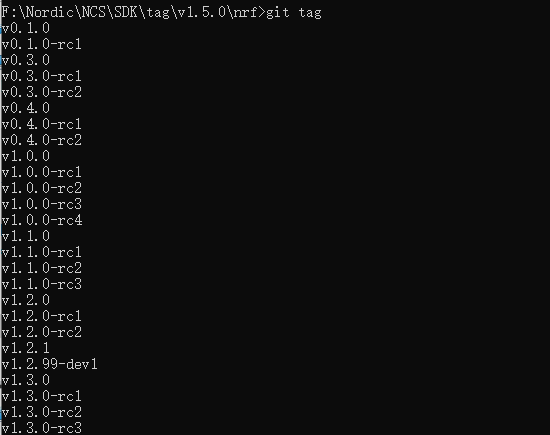 F:\Nordic\NCS\SDK\tag\v1.5.0\nrf>git tag
v0.1.0
v0.1.0-rc1
v0.3.0
v0.3.0-rc1
v0.3.0-rc2
v0.4.0
v0.4.0-rc1
v0.4.0-rc2
v1.0.0
v1.0.0-rc1
v1.0.0-rc2
v1.0.0-rc3
v1.0.0-rc4
v1.1.0
v1.1.0-rc1
v1.1.0-rc2
v1.1.0-rc3
v1.2.0
v1.2.0-rc1
v1.2.0-rc2
v1.2.1
v1.2.99-dev1
v1.3.0
v1.3.0-rc1
v1.3.0-rc2
v1.3.0-rc3